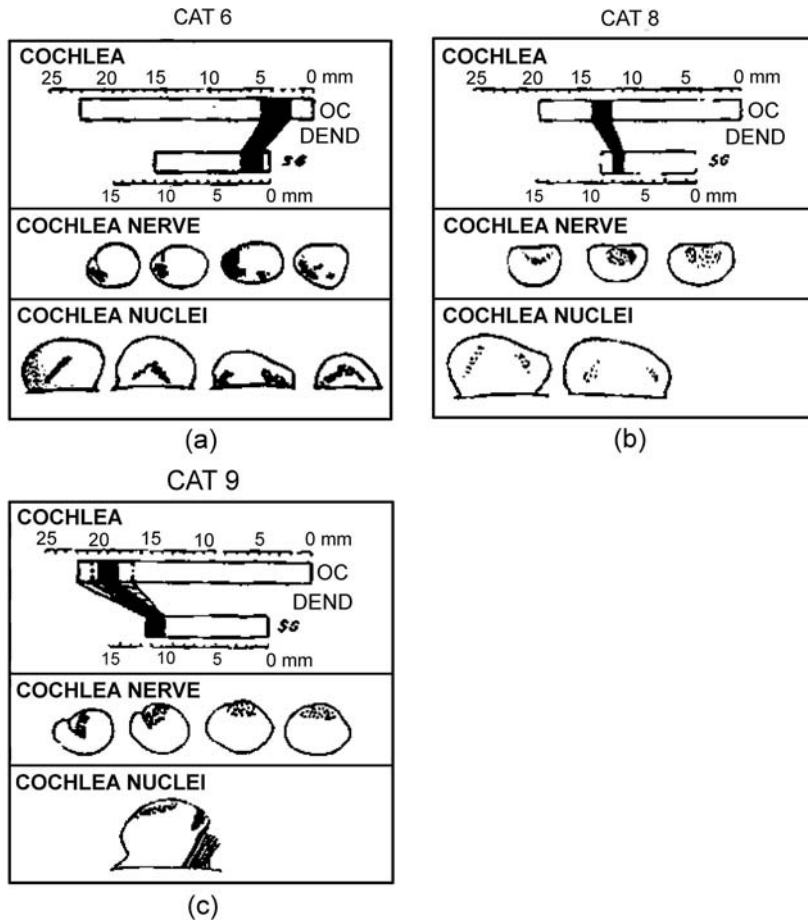 CAT 6
COCHLEA
25 20 15 10 5 0 mm
OC
DEND
SG
15 10 5 0 mm
COCHLEA NERVE
COCHLEA NUCLEI
(a)
CAT 8
COCHLEA
25 20 15 10 5 0 mm
OC
DEND
SG
15 10 5 0 mm
COCHLEA NERVE
COCHLEA NUCLEI
(b)
CAT 9
COCHLEA
25 20 15 10 5 0 mm
OC
DEND
SG
15 10 5 0 mm
COCHLEA NERVE
COCHLEA NUCLEI
(c)